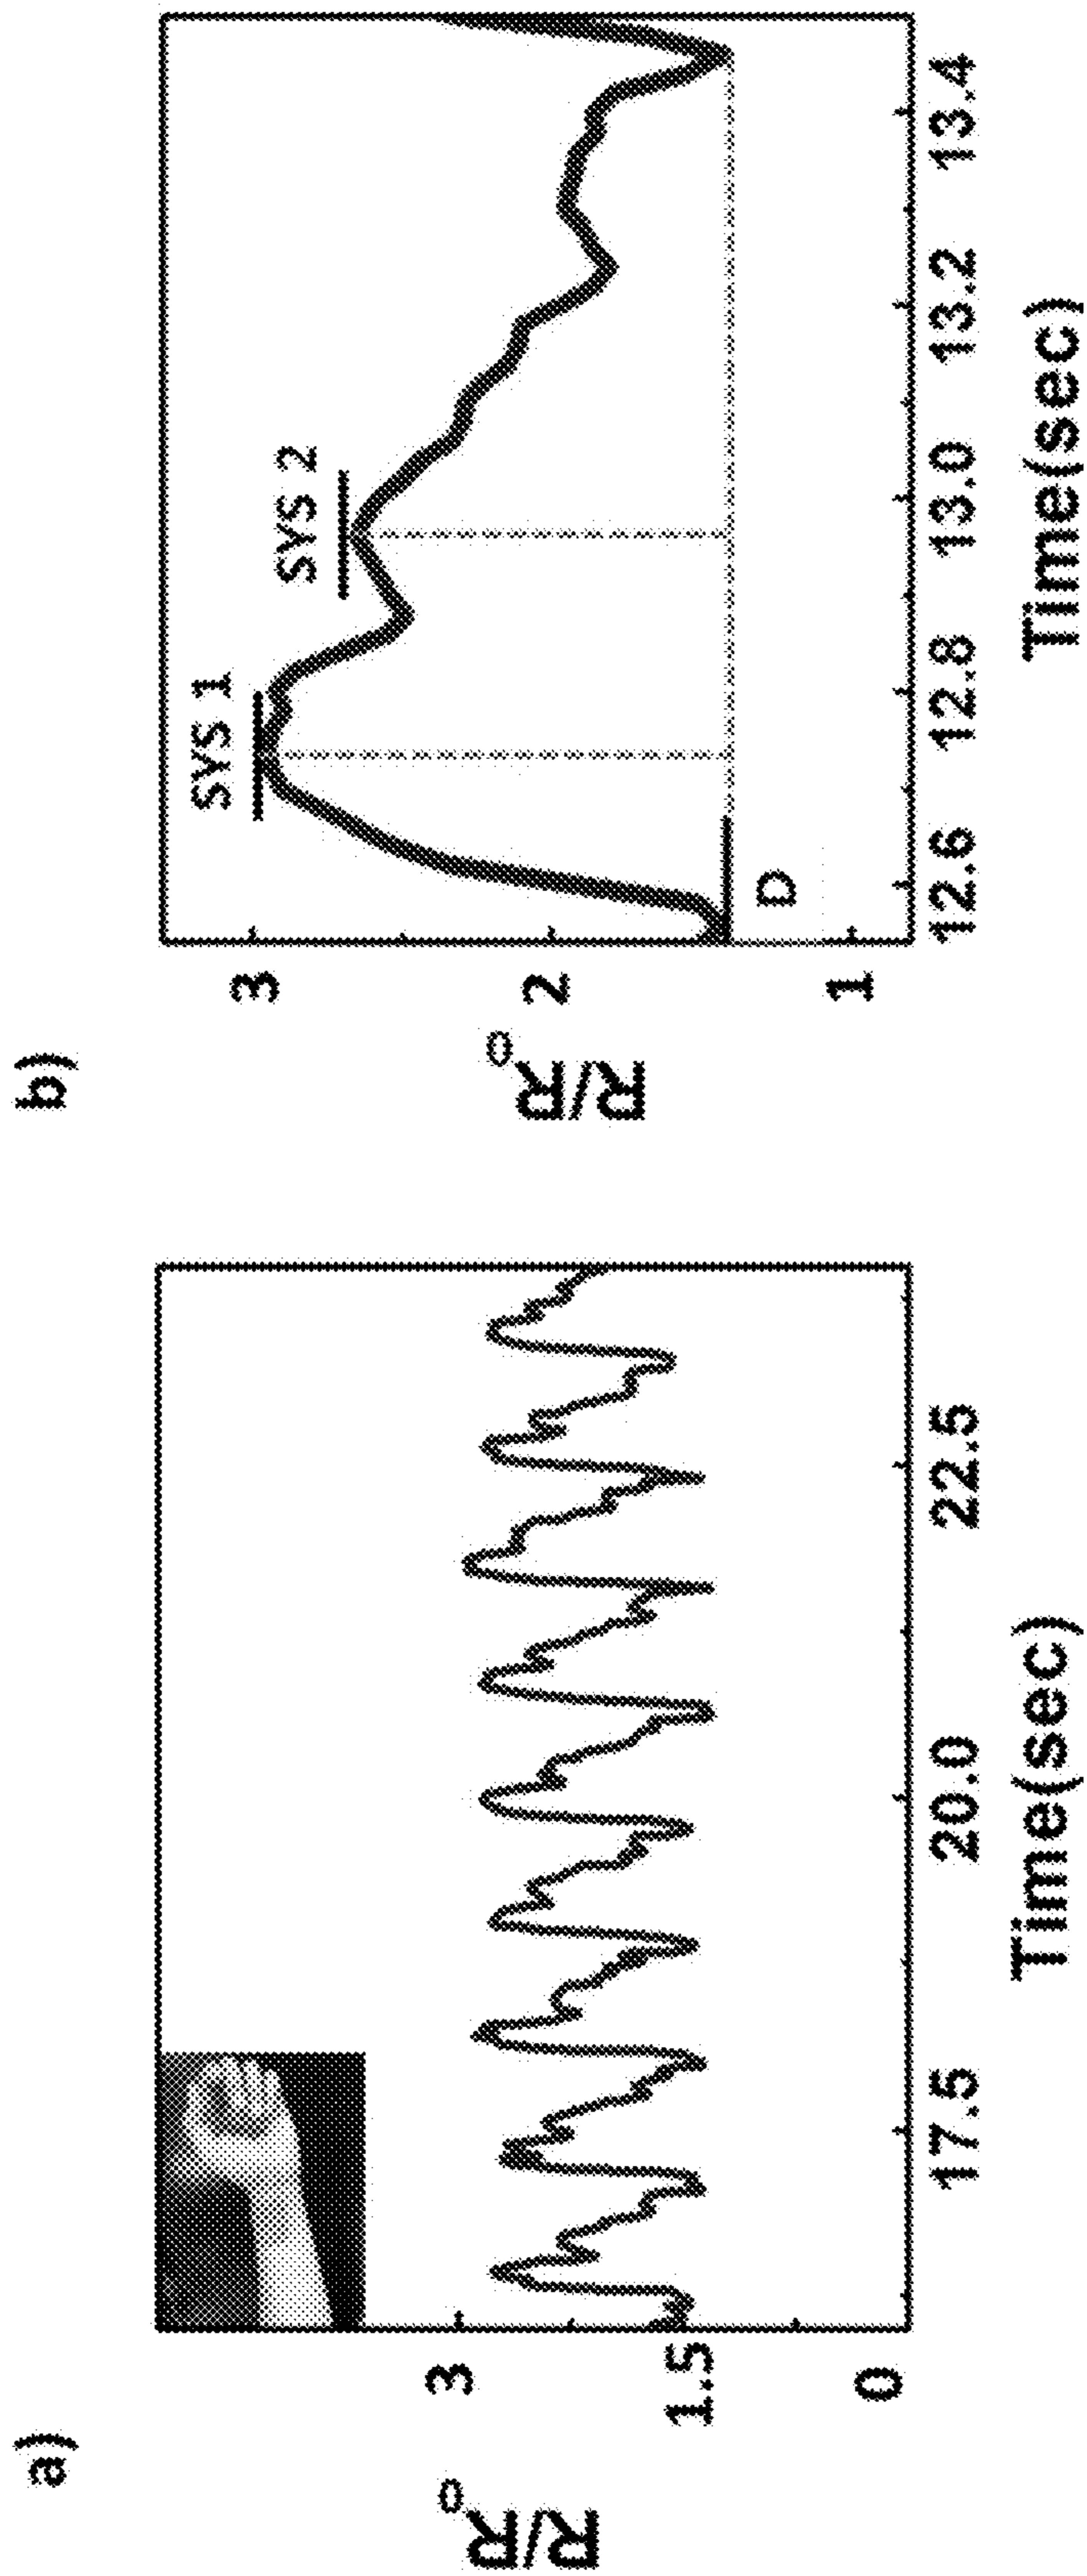 a)
R/R₀
3
1.5
0
17.5 20.0 22.5
Time(sec)
b)
R/R₀
3
2
1
SYS 1
SYS 2
D
12.6 12.8 13.0 13.2 13.4
Time(sec)